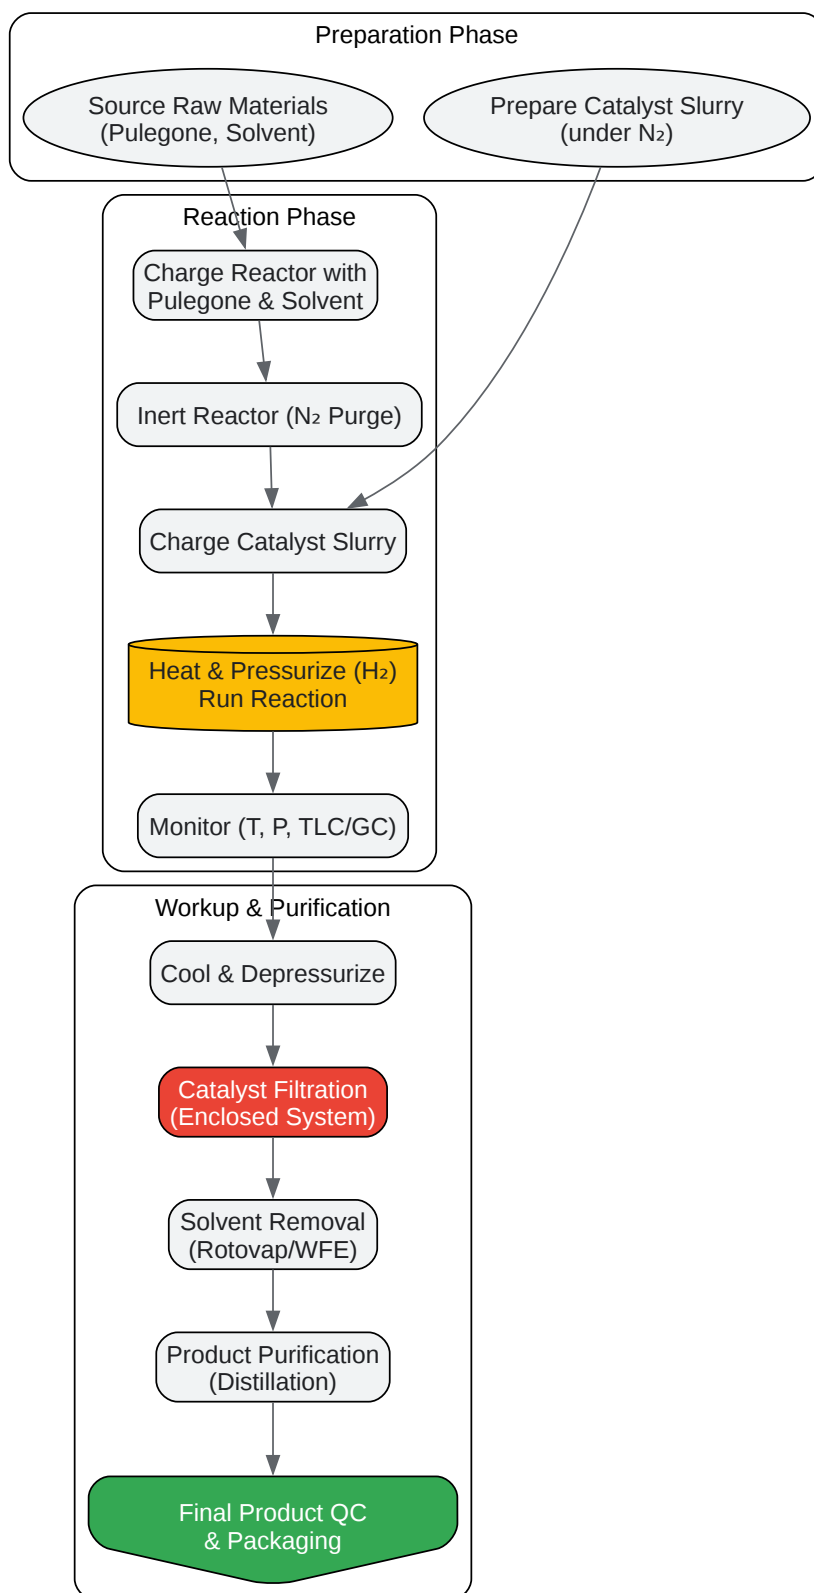 Preparation Phase
Source Raw Materials
(Pulegone, Solvent)
Prepare Catalyst Slurry
(under N₂)
Reaction Phase
Charge Reactor with
Pulegone & Solvent
Inert Reactor (N₂ Purge)
Charge Catalyst Slurry
Heat & Pressurize (H₂)
Run Reaction
Monitor (T, P, TLC/GC)
Workup & Purification
Cool & Depressurize
Catalyst Filtration
(Enclosed System)
Solvent Removal
(Rotovap/WFE)
Product Purification
(Distillation)
Final Product QC
& Packaging